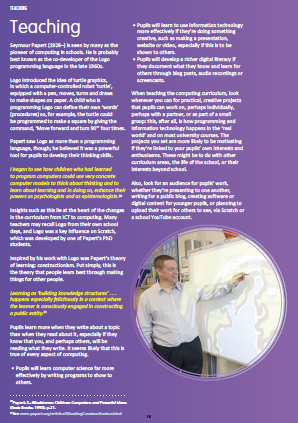 TEACHING
Teaching
Seymour Papert (1928–) is seen by many as the
pioneer of computing in schools. He is probably
best known as the co-developer of the Logo
programming language in the late 1960s.
Logo introduced the idea of turtle graphics,
in which a computer-controlled robot 'turtle',
equipped with a pen, moves, turns and draws
to make shapes on paper. A child who is
programming Logo can define their own 'words'
(procedures) so, for example, the turtle could
be programmed to make a square by giving the
command, 'Move forward and turn 90° four times.
Papert saw Logo as more than a programming
language, though; he believed it was a powerful
tool for pupils to develop their thinking skills.
I began to see how children who had learned
to program computers could use very concrete
computer models to think about thinking and to
learn about learning and in doing so, enhance their
powers as psychologists and as epistemologists.
Insights such as this lie at the heart of the changes
in the curriculum from ICT to computing. Many
teachers may recall Logo from their own school
days, and Logo was a key influence on Scratch,
which was developed by one of Papert's PhD
students.
Inspired by his work with Logo was Papert's theory
of learning: constructionism. Put simply, this is
the theory that people learn best through making
things for other people.
Learning as 'building knowledge structures' . . .
happens especially felicitously in a context where
the learner is consciously engaged in constructing
a public entity.
Pupils learn more when they write about a topic
than when they read about it, especially if they
know that you, and perhaps others, will be
reading what they write. It seems likely that this is
true of every aspect of computing.
• Pupils will learn computer science far more
effectively by writing programs to show to
others.
• Pupils will learn to use information technology
more effectively if they're doing something
creative, such as making a presentation,
website or video, especially if this is to be
shown to others.
• Pupils will develop a richer digital literacy if
they document what they know and learn for
others through blog posts, audio recordings or
screencasts.
When teaching the computing curriculum, look
wherever you can for practical, creative projects
that pupils can work on, perhaps individually,
perhaps with a partner, or as part of a small
group: this, after all, is how programming and
information technology happens in the 'real
world' and on most university courses. The
projects you set are more likely to be motivating
if they're linked to your pupils' own interests and
enthusiasms. These might be to do with other
curriculum areas, the life of the school, or their
interests beyond school.
Also, look for an audience for pupils' work,
whether they're presenting to one another,
writing for a public blog, creating software or
digital content for younger pupils, or planning to
upload their work for others to see, via Scratch or
a school YouTube account.
Papert S., Mindstorms: Children, Computers and Powerful Ideas.
Basic Books, 1993: p.21.
See www.papert.org/articles/SituatingConstructionism.html
18